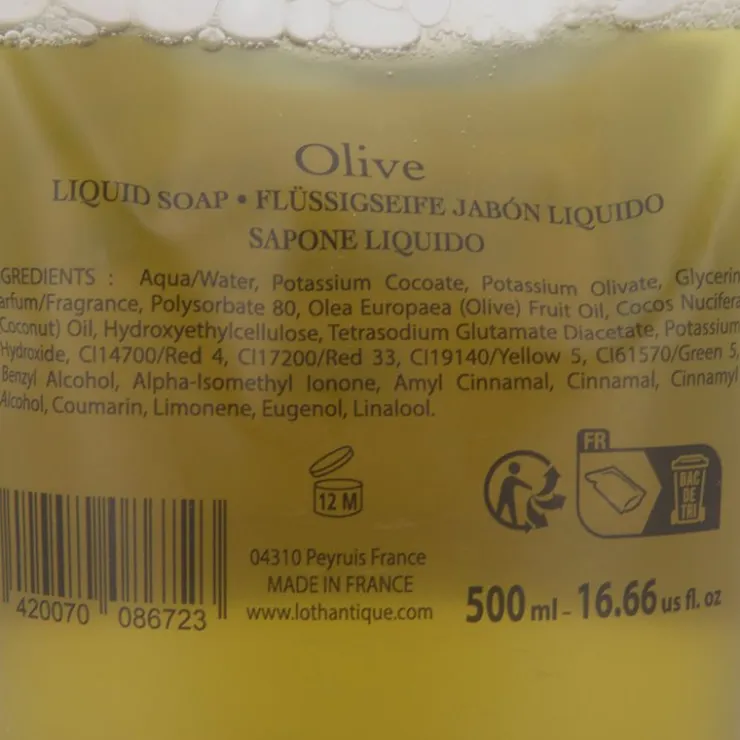 Olive
LIQUID SOAP • FLÜSSIGSEIFE JABÓN LIQUIDO
SAPONE LIQUIDO
GREDIENTS : Aqua/Water, Potassium Cocoate, Potassium Olivate, Glycerin
arfum/Fragrance, Polysorbate 80, Olea Europaea (Olive) Fruit Oil, Cocos Nucifera
(Coconut) Oil, Hydroxyethylcellulose, Tetrasodium Glutamate Diacetate, Potassium
Hydroxide, CI14700/Red 4, CI17200/Red 33, CI19140/Yellow 5, CI61570/Green 5,
Benzyl Alcohol, Alpha-Isomethyl Ionone, Amyl Cinnamal, Cinnamal, Cinnamyl
Alcohol, Coumarin, Limonene, Eugenol, Linalool.
12 M
FR
BAC
DE
TRI
420070 086723
04310 Peyruis France
MADE IN FRANCE
www.lothantique.com
500 ml - 16.66 us fl. oz